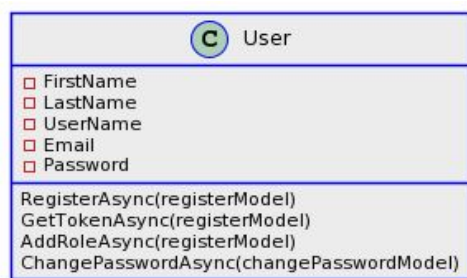 C User
FirstName
LastName
UserName
Email
Password
RegisterAsync(registerModel)
GetTokenAsync(registerModel)
AddRoleAsync(registerModel)
ChangePasswordAsync(changePasswordModel)